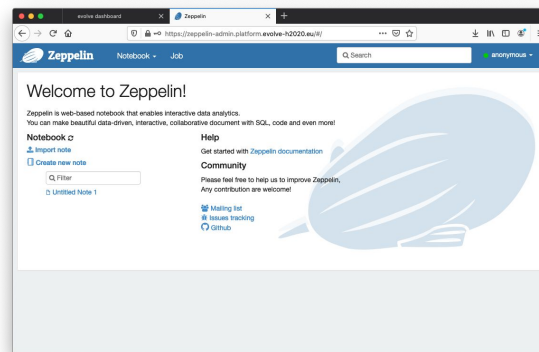 evolve dashboard
Zeppelin
https://zeppelin-admin.platform.evolve-h2020.eu/#/
Zeppelin
Notebook
Job
Search
anonymous
Welcome to Zeppelin!
Zeppelin is web-based notebook that enables interactive data analytics.
You can make beautiful data-driven, interactive, collaborative document with SQL, code and even more!
Notebook
Import note
Create new note
Filter
Untitled Note 1
Help
Get started with Zeppelin documentation
Community
Please feel free to help us to improve Zeppelin,
Any contribution are welcome!
Mailing list
Issues tracking
Github